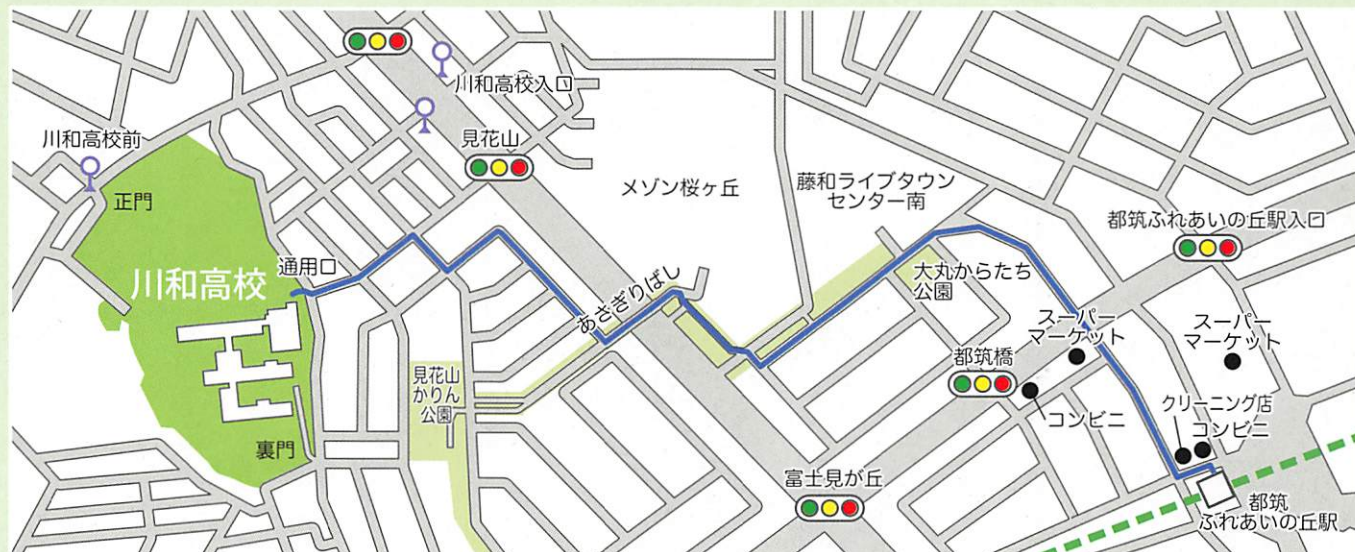 川和高校入口
川和高校前
見花山
正門
メゾン桜ヶ丘
藤和ライブタウン
センター南
都筑ふれあいの丘駅入口
通用口
川和高校
大丸からたち
公園
あさぎりばし
スーパー
マーケット
スーパー
マーケット
都筑橋
見花山
かりん
公園
コンビニ
クリーニング店
コンビニ
裏門
富士見が丘
都筑
ふれあいの丘駅